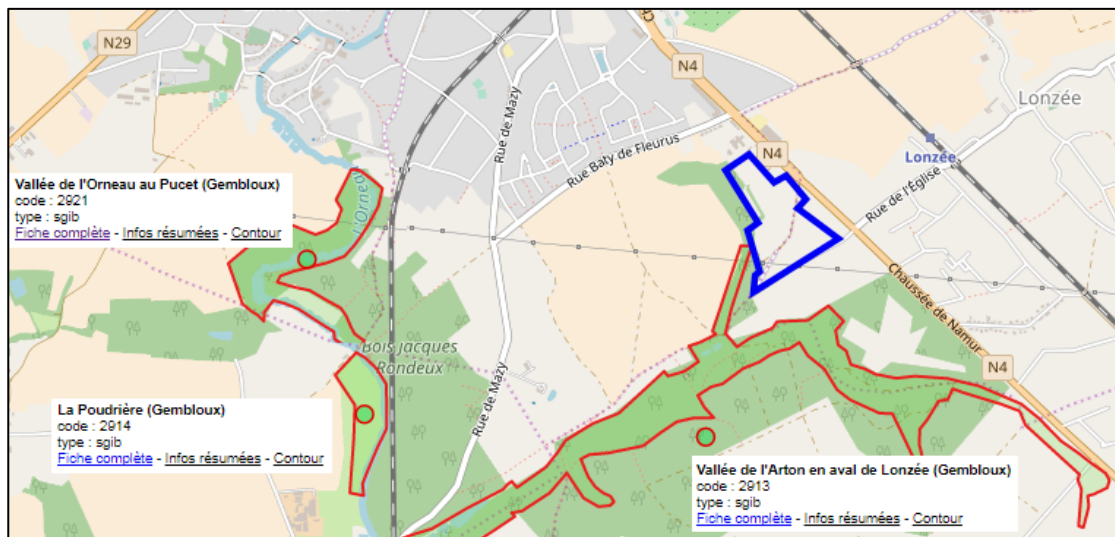 N29
N4
N4
Lonzée
Lonzée
Rue de Mazy
Rue Baty de Fleurus
Rue de l'Église
N4
Vallée de l'Orneau au Pucet (Gembloux)
code : 2921
type : sgib
Fiche complète - Infos résumées - Contour
L'Ornea
Chaussée de Namur
Bois Jacques
Rondeux
N4
Rue de Mazy
La Poudrière (Gembloux)
code : 2914
type : sgib
Fiche complète - Infos résumées - Contour
Vallée de l'Arton en aval de Lonzée (Gembloux)
code : 2913
type : sgib
Fiche complète - Infos résumées - Contour